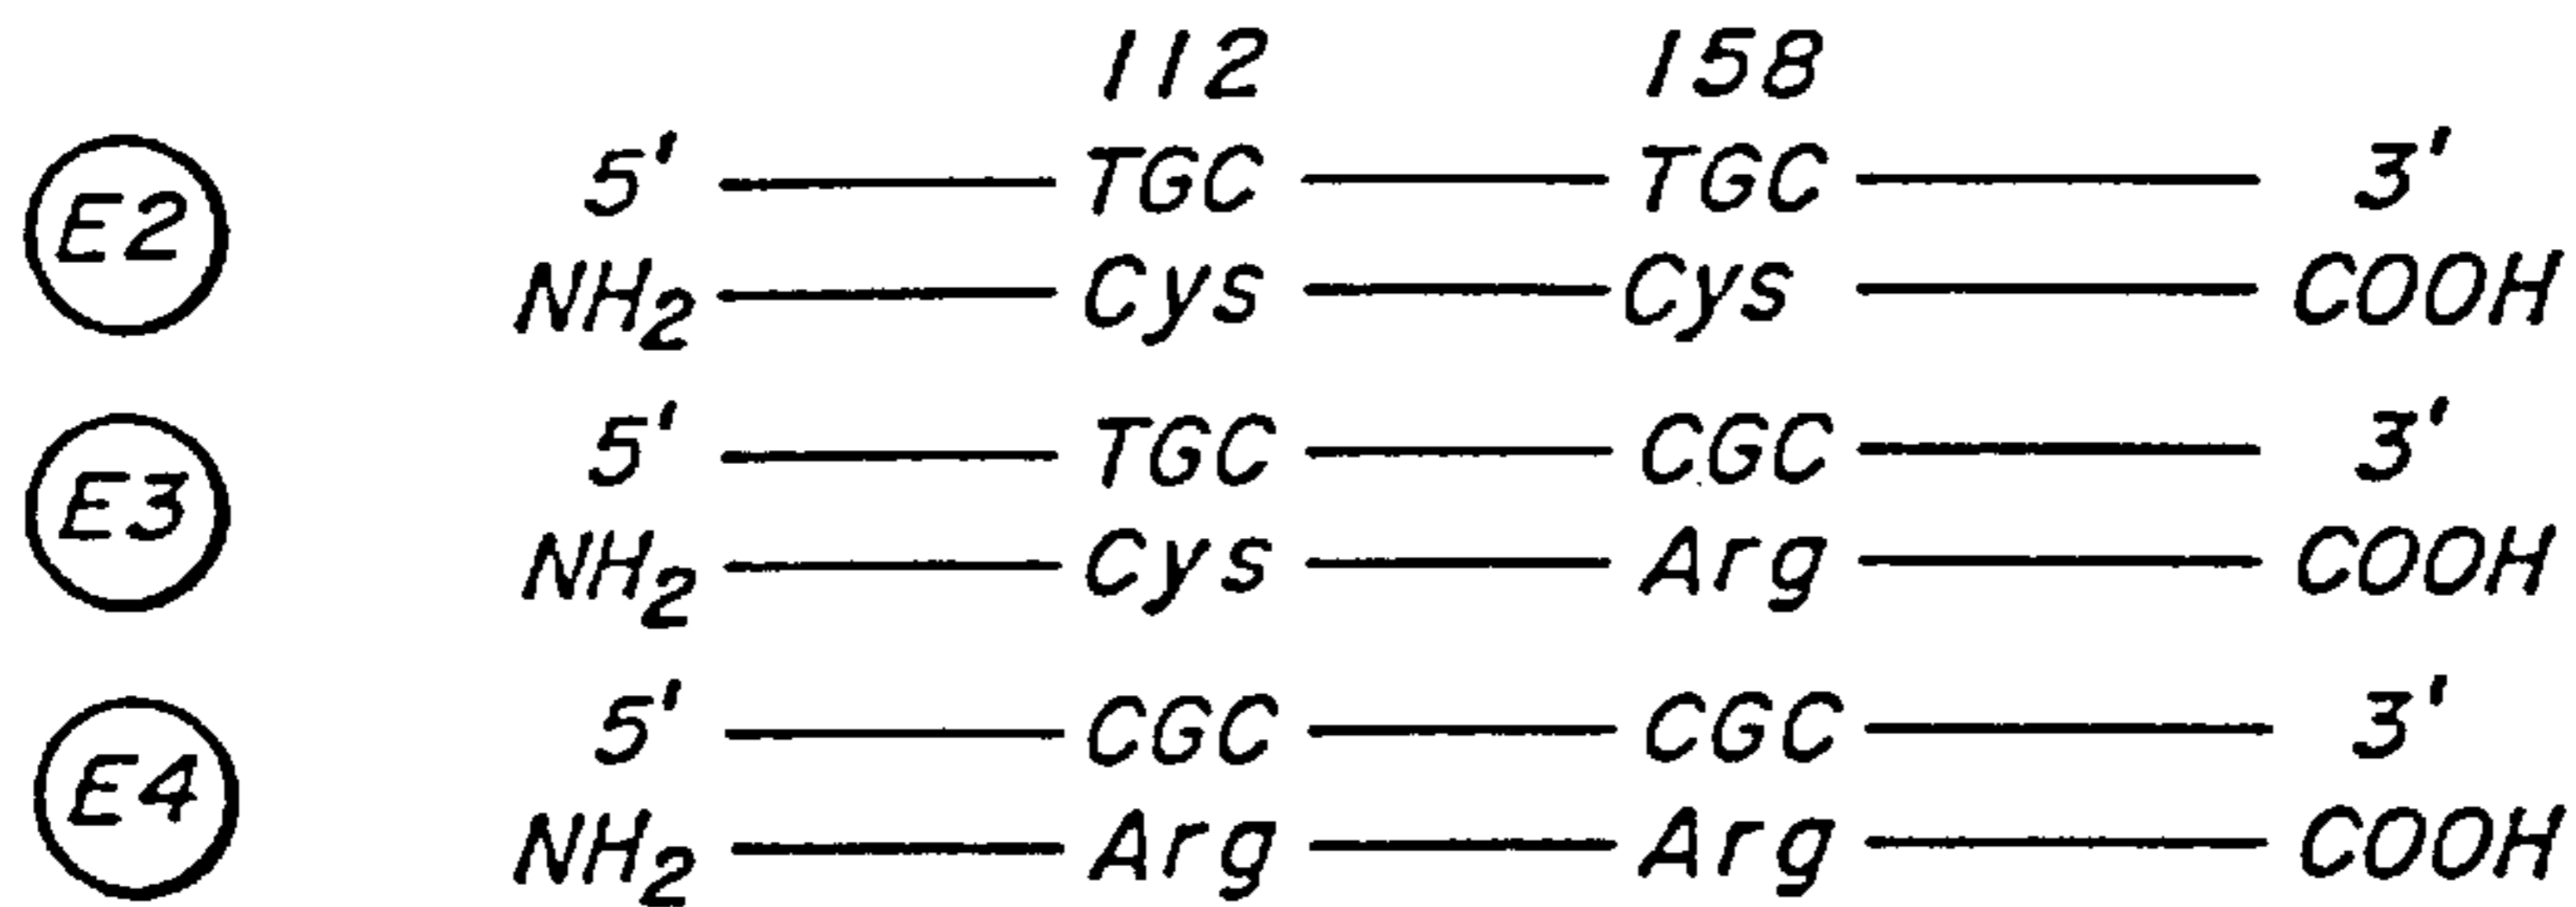 112 158
5' TGC TGC 3'
E2
NH2 Cys Cys COOH
5' TGC CGC 3'
E3
NH2 Cys Arg COOH
5' CGC CGC 3'
E4
NH2 Arg Arg COOH